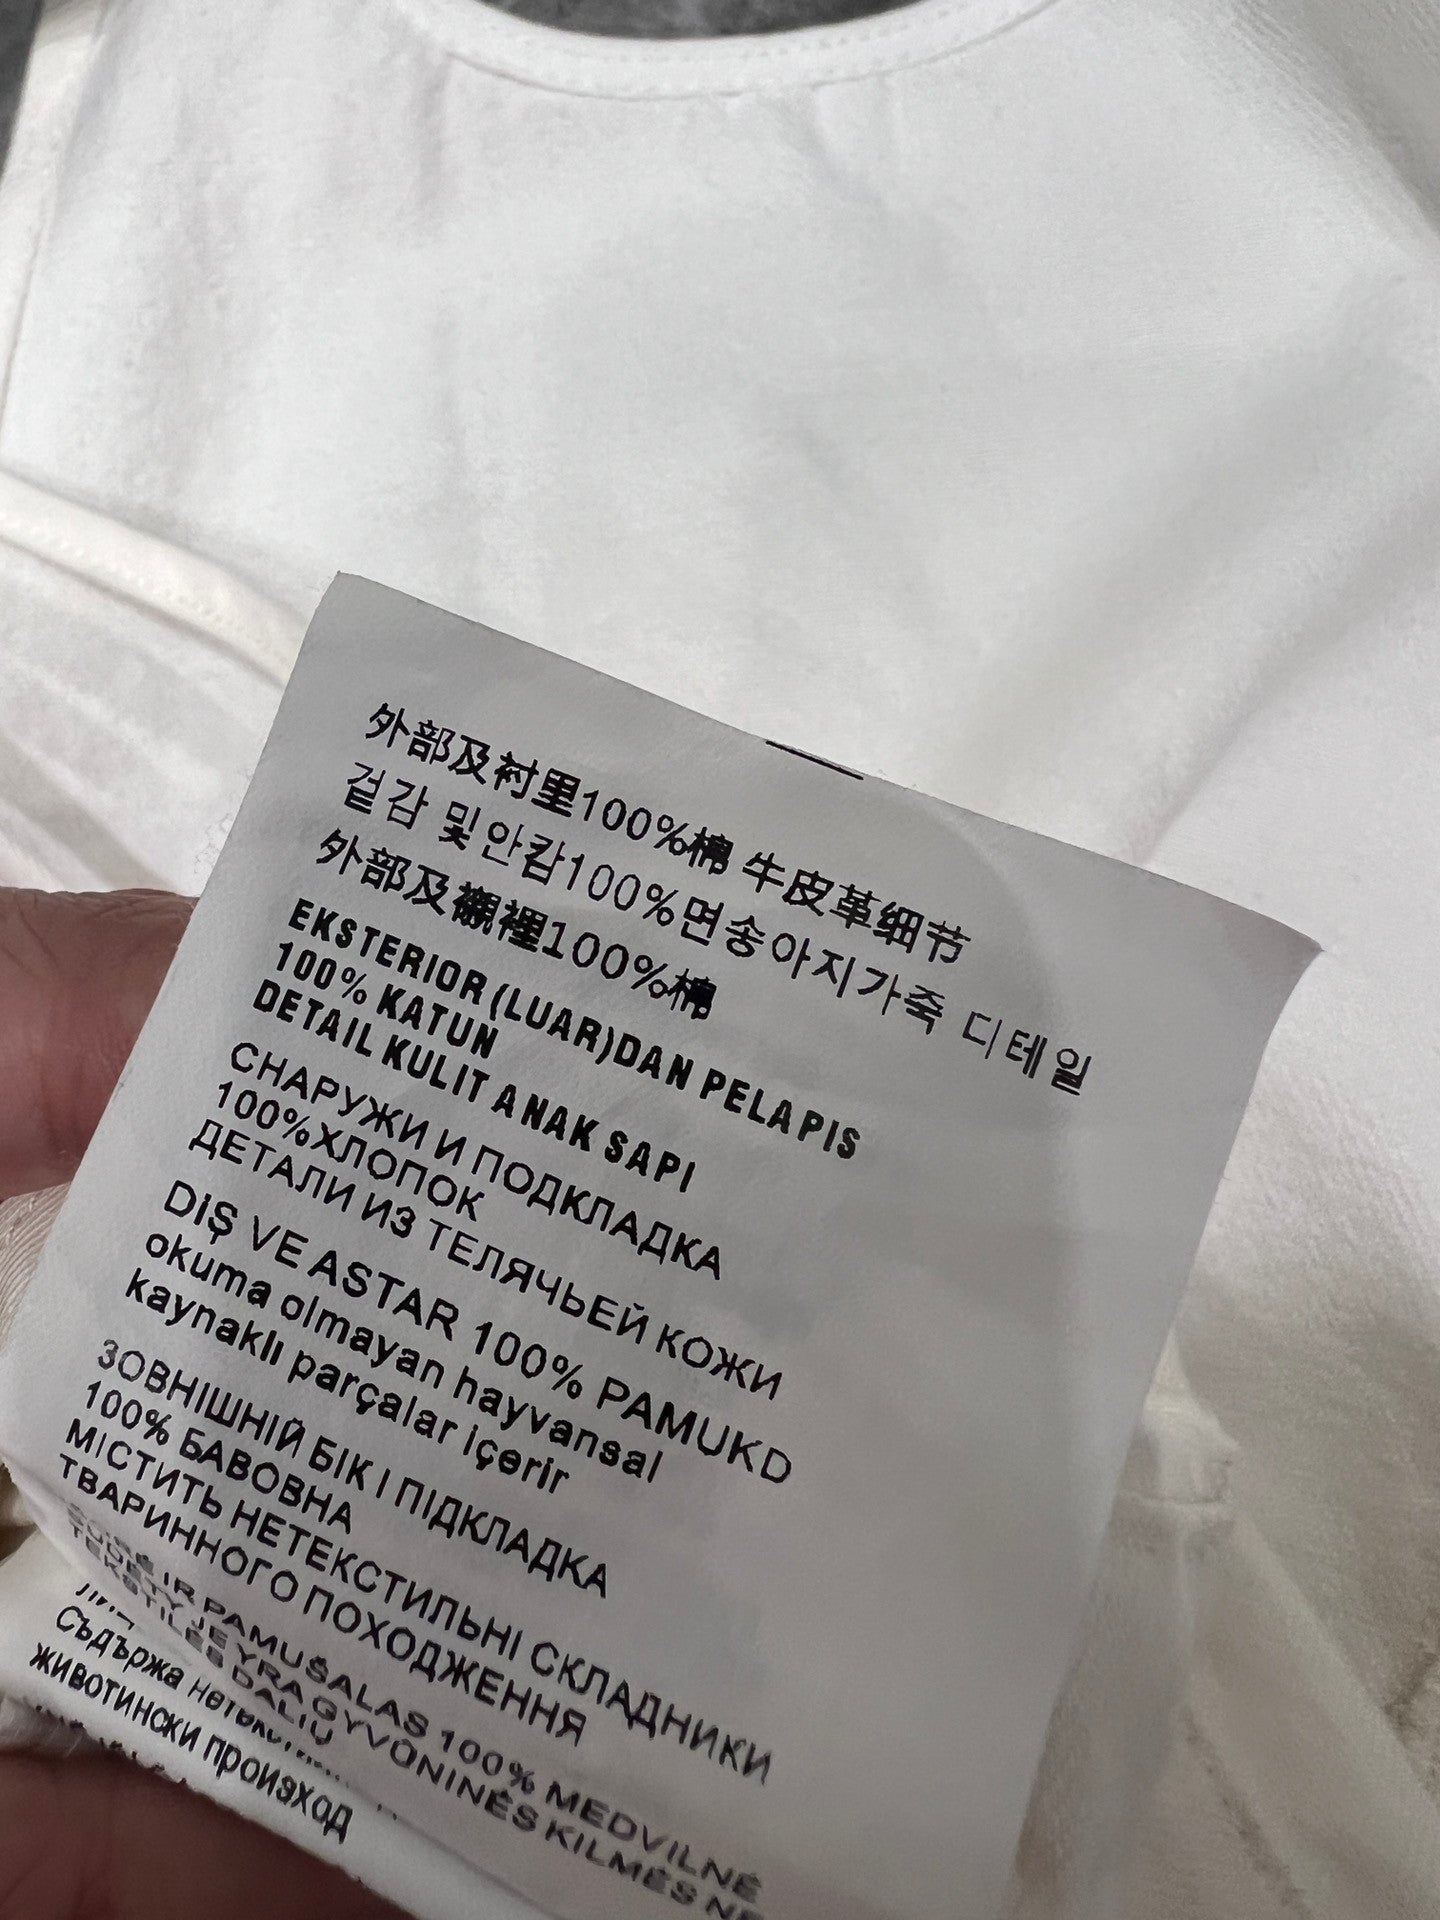 外部及衬里100%棉 牛皮革细节
겉감 및안캄100%면송아지가죽 디테일
外部及襯裡100%棉
EKSTERIOR(LUAR)DAN PELAPIS
100% KATUN
DETAIL KULIT ANAK SAPI
СНАРУЖИ И ПОДКЛАДКА
100%ХЛОПОК
ДЕТАЛИ ИЗ ТЕЛЯЧЬЕЙ КОЖИ
DIŞ VE ASTAR 100% PAMUKD
okuma olmayan hayvansal
kaynaklı parçalar içerir
ЗОВНІШНІЙ БІК І ПІДКЛАДКА
100% БАВОВНА
МІСТИТЬ НЕТЕКСТИЛЬНІ СКЛАДНИКИ
ТВАРИННОГО ПОХОДЖЕННЯ
IR PAMUŠALAS 100% MEDVILNĖ
YRA GYVŪNINĖS KILMĖS NE
DALIŲ
Съдържа
животински произход